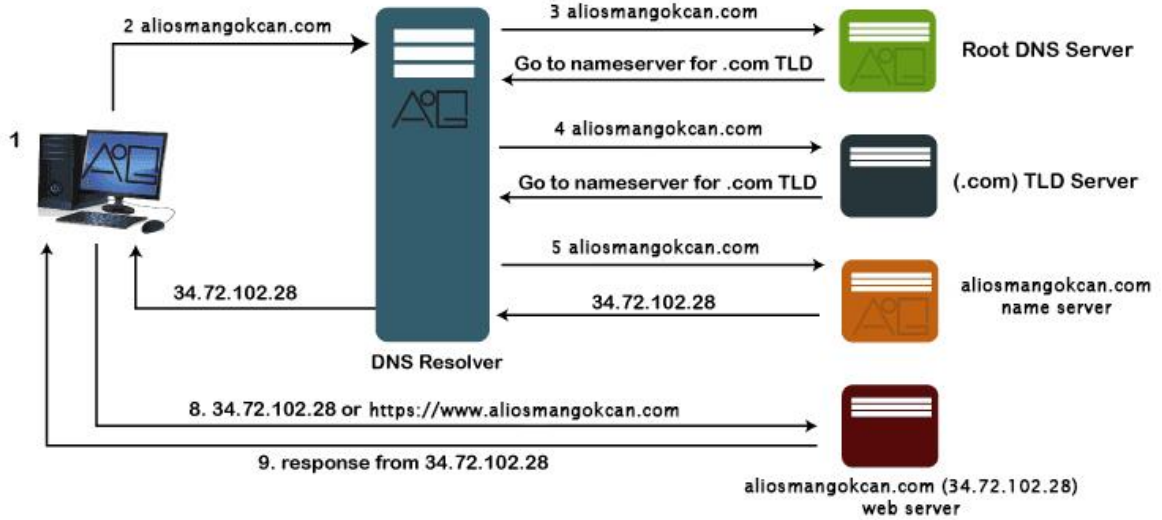 2 aliosmangokcan.com
3 aliosmangokcan.com
Root DNS Server
Go to nameserver for .com TLD
1
4 aliosmangokcan.com
(.com) TLD Server
Go to nameserver for .com TLD
5 aliosmangokcan.com
aliosmangokcan.com
name server
34.72.102.28
34.72.102.28
DNS Resolver
8. 34.72.102.28 or https://www.aliosmangokcan.com
9. response from 34.72.102.28
aliosmangokcan.com (34.72.102.28)
web server